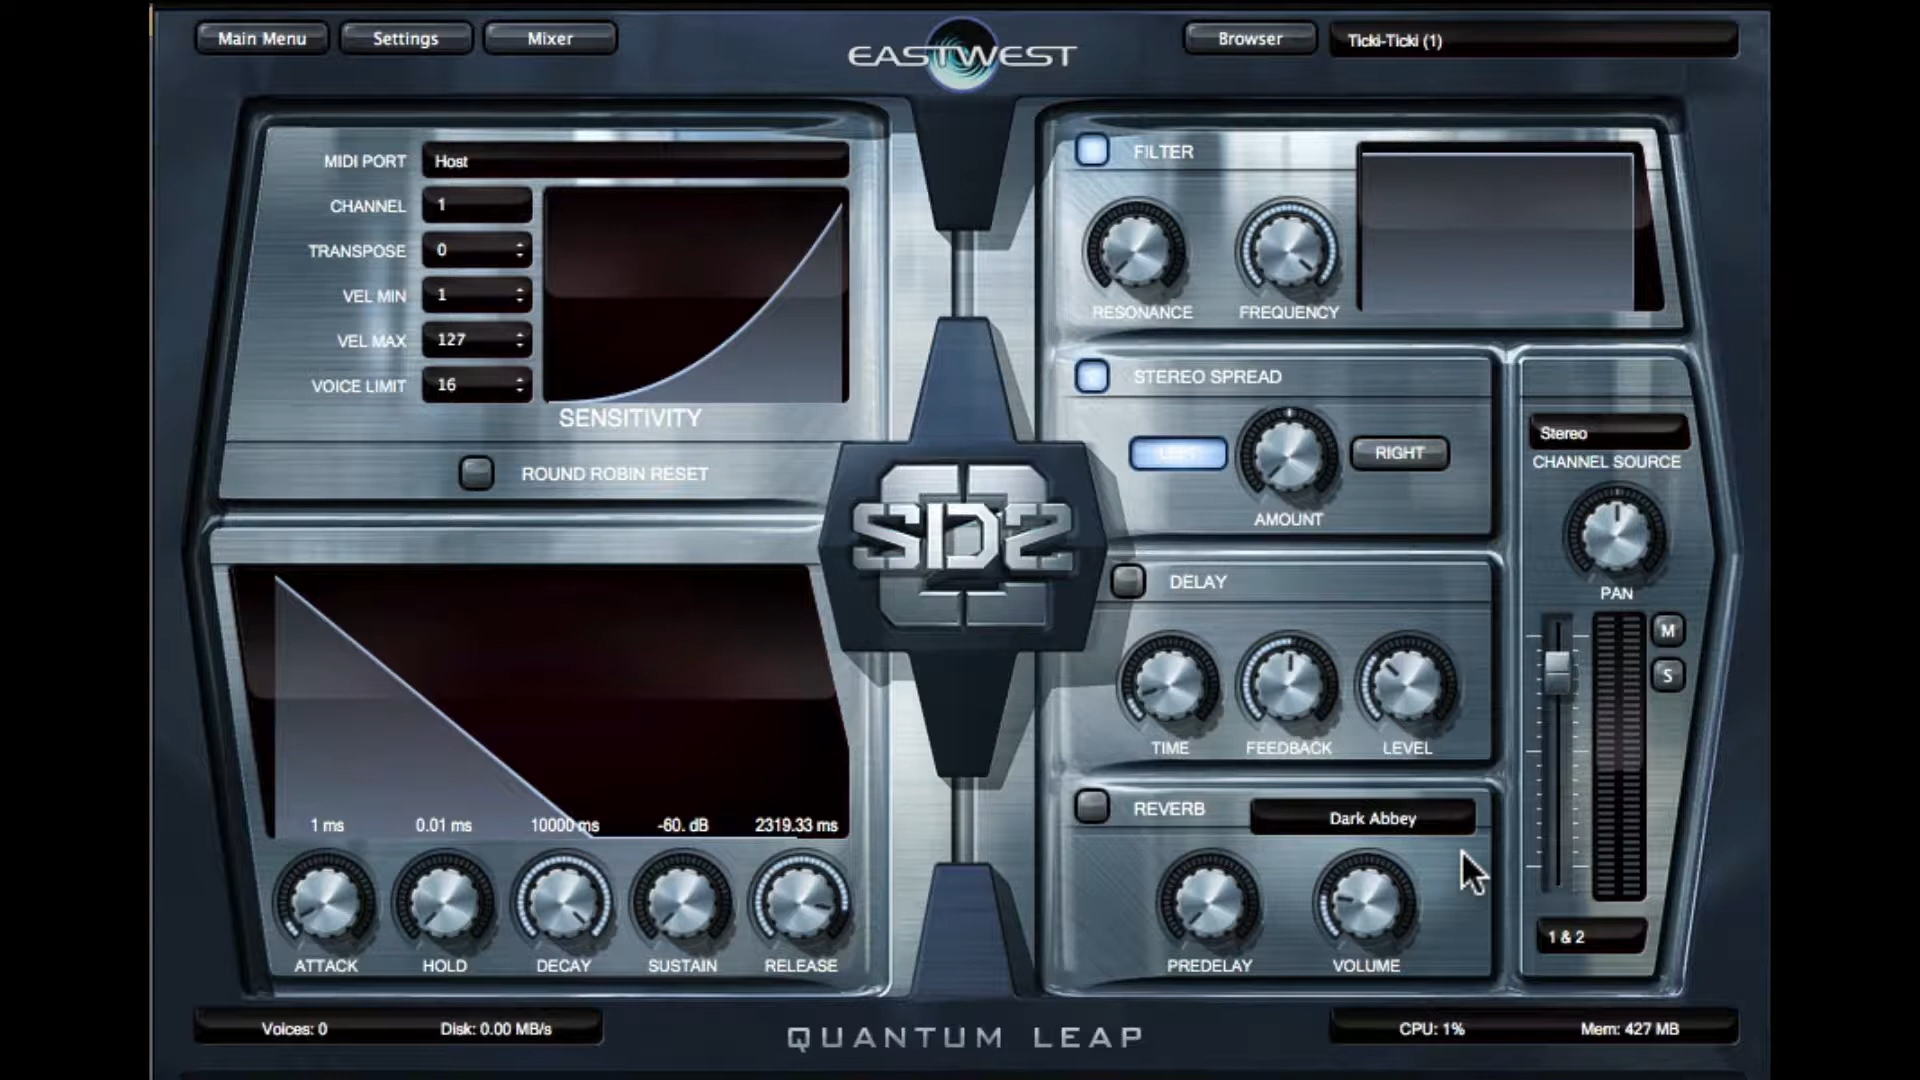 Main Menu
Settings
Mixer
EASTWEST
Browser
Ticki-Ticki (1)
MIDI PORT
Host
CHANNEL
1
TRANSPOSE
0
VEL MIN
1
VEL MAX
127
VOICE LIMIT
16
SENSITIVITY
ROUND ROBIN RESET
1 ms
0.01 ms
10000 ms
-60. dB
2319.33 ms
ATTACK
HOLD
DECAY
SUSTAIN
RELEASE
SD2
FILTER
RESONANCE
FREQUENCY
STEREO SPREAD
LEFT
RIGHT
AMOUNT
DELAY
TIME
FEEDBACK
LEVEL
REVERB
Dark Abbey
PREDELAY
VOLUME
Stereo
CHANNEL SOURCE
PAN
M
S
1 & 2
Voices: 0
Disk: 0.00 MB/s
QUANTUM LEAP
CPU: 1%
Mem: 427 MB